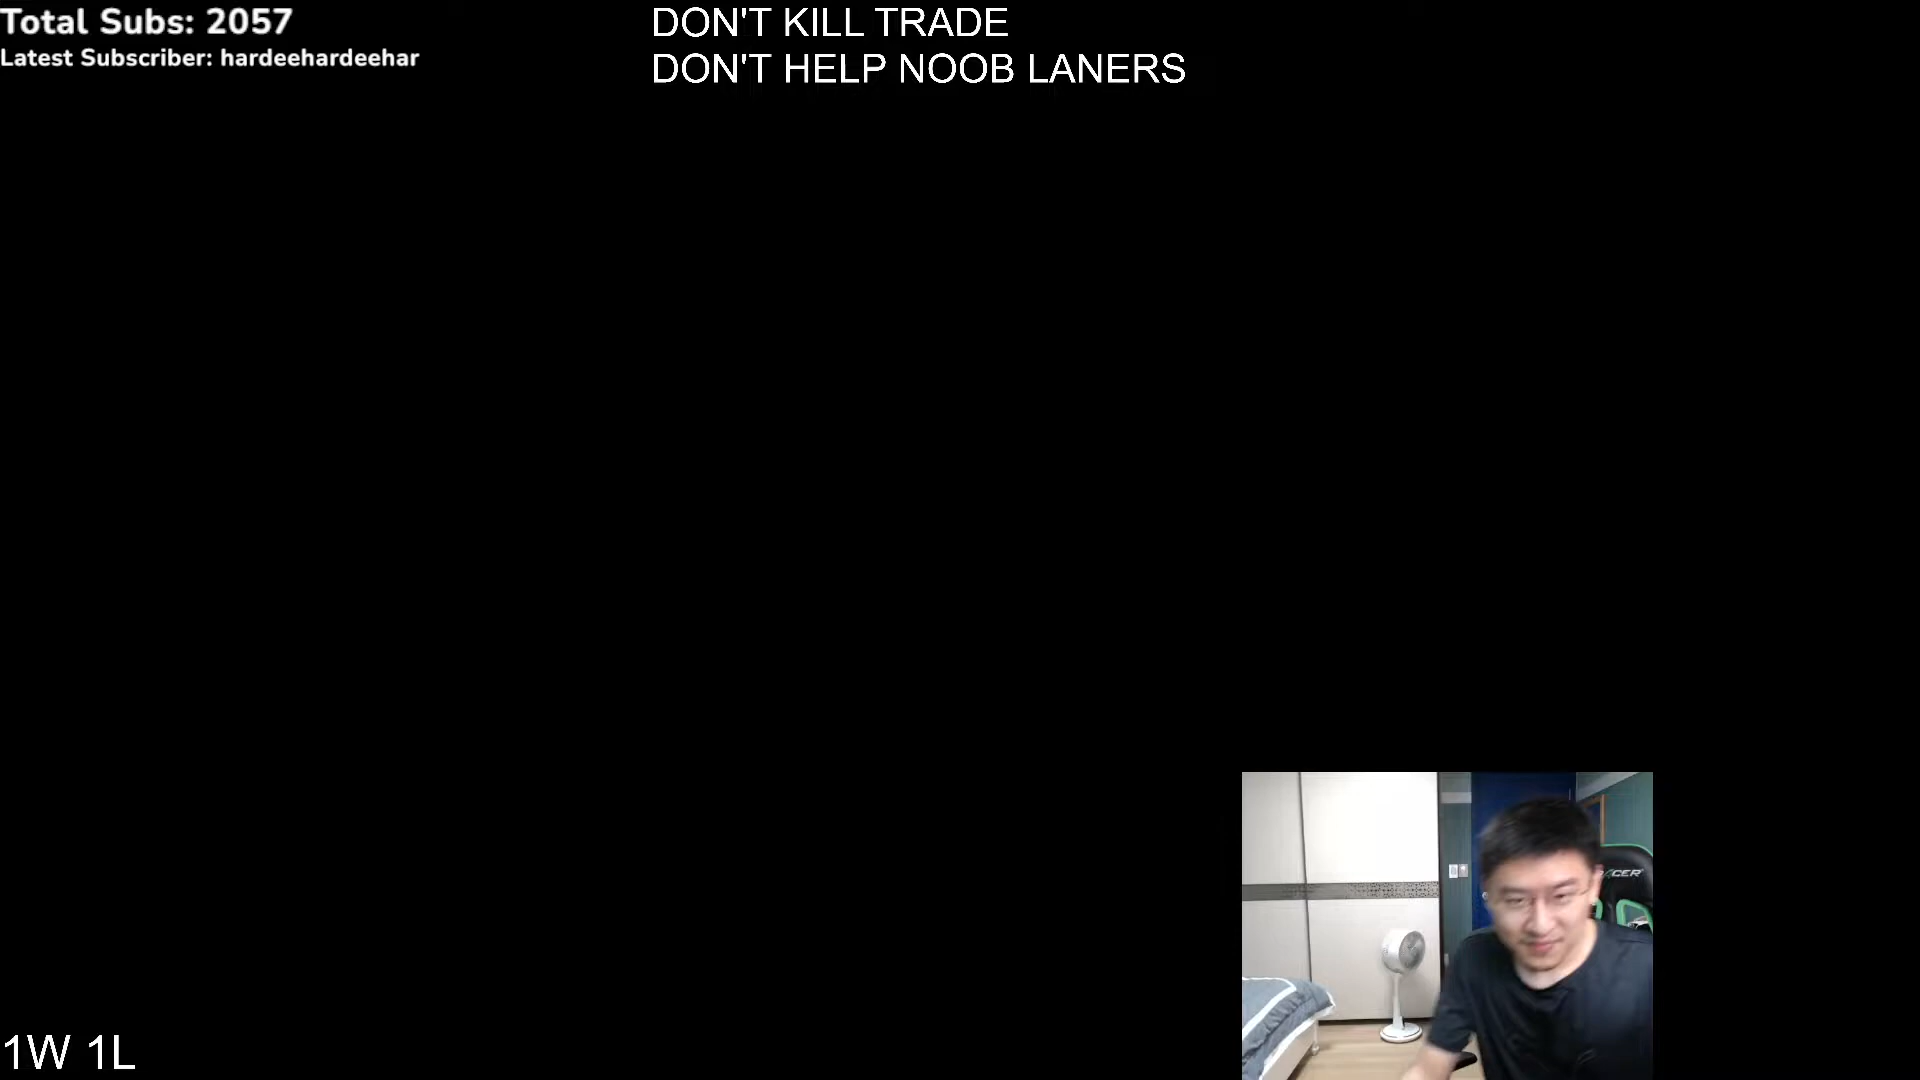 Total Subs: 2057
Latest Subscriber: hardeehardeehar
DON'T KILL TRADE
DON'T HELP NOOB LANERS
1W 1L